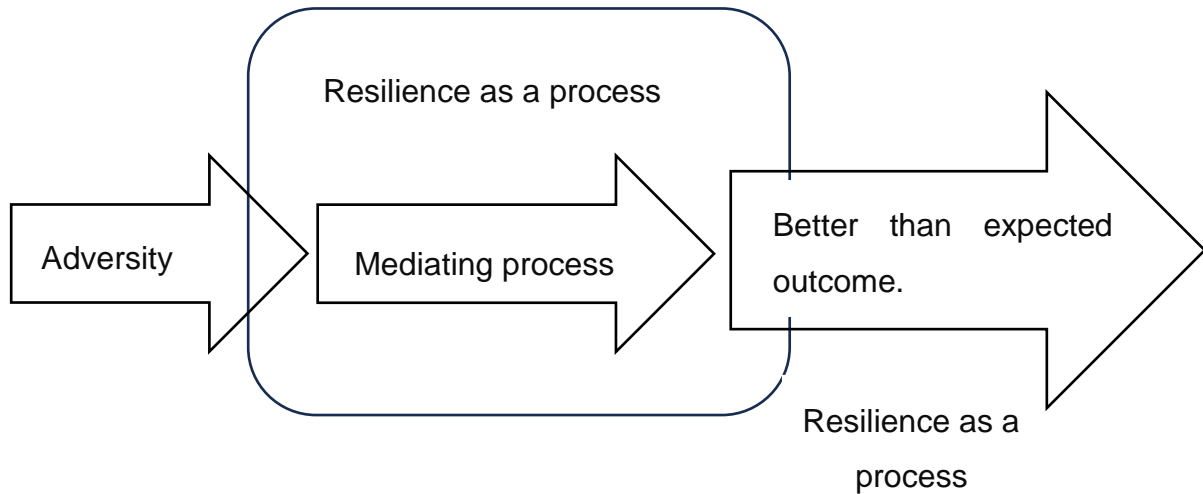 Resilience as a process
Adversity
Mediating process
Better than expected
outcome.
Resilience as a
process